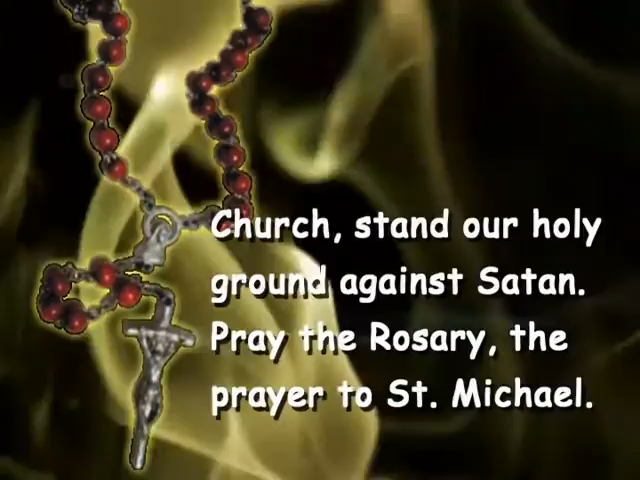 Church, stand our holy
ground against Satan.
Pray the Rosary, the
prayer to St. Michael.